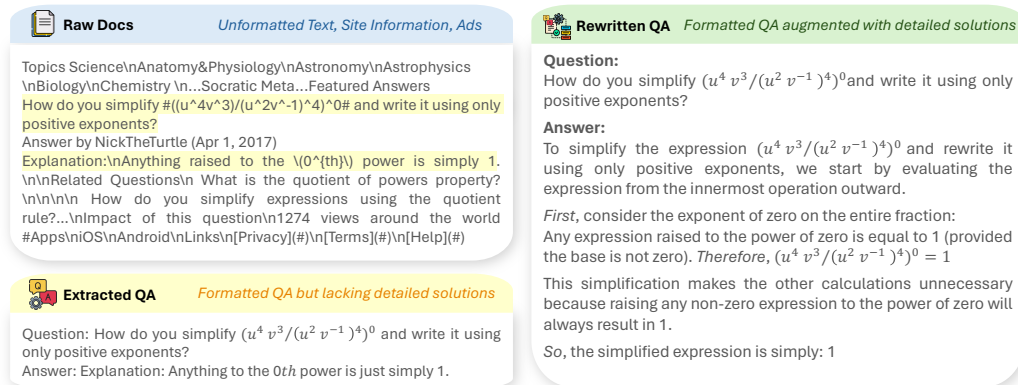 Raw Docs
Unformatted Text, Site Information, Ads
Topics Science\nAnatomy&Physiology\nAstronomy\nAstrophysics
\nBiology\nChemistry \n...Socratic Meta...Featured Answers
How do you simplify #((u^4v^3)/(u^2v^-1)^4)^0# and write it using only
positive exponents?
Answer by NickTheTurtle (Apr 1, 2017)
Explanation:\nAnything raised to the \(0^{th}\) power is simply 1.
\n\nRelated Questions\n What is the quotient of powers property?
\n\n\n\n\n How do you simplify expressions using the quotient
rule?...\nImpact of this question\n1274 views around the world
#Apps\niOS\nAndroid\nLinks\n[Privacy](#)\n[Terms](#)\n[Help](#)
Q
A
Extracted QA
Formatted QA but lacking detailed solutions
Question: How do you simplify (u⁴ v³/(u² v⁻¹ )⁴)⁰ and write it using
only positive exponents?
Answer: Explanation: Anything to the 0th power is just simply 1.
Rewritten QA
Formatted QA augmented with detailed solutions
Question:
How do you simplify (u⁴ v³/(u² v⁻¹ )⁴)⁰and write it using only
positive exponents?
Answer:
To simplify the expression (u⁴ v³/(u² v⁻¹ )⁴)⁰ and rewrite it
using only positive exponents, we start by evaluating the
expression from the innermost operation outward.
First, consider the exponent of zero on the entire fraction:
Any expression raised to the power of zero is equal to 1 (provided
the base is not zero). Therefore, (u⁴ v³/(u² v⁻¹ )⁴)⁰ = 1
This simplification makes the other calculations unnecessary
because raising any non-zero expression to the power of zero will
always result in 1.
So, the simplified expression is simply: 1